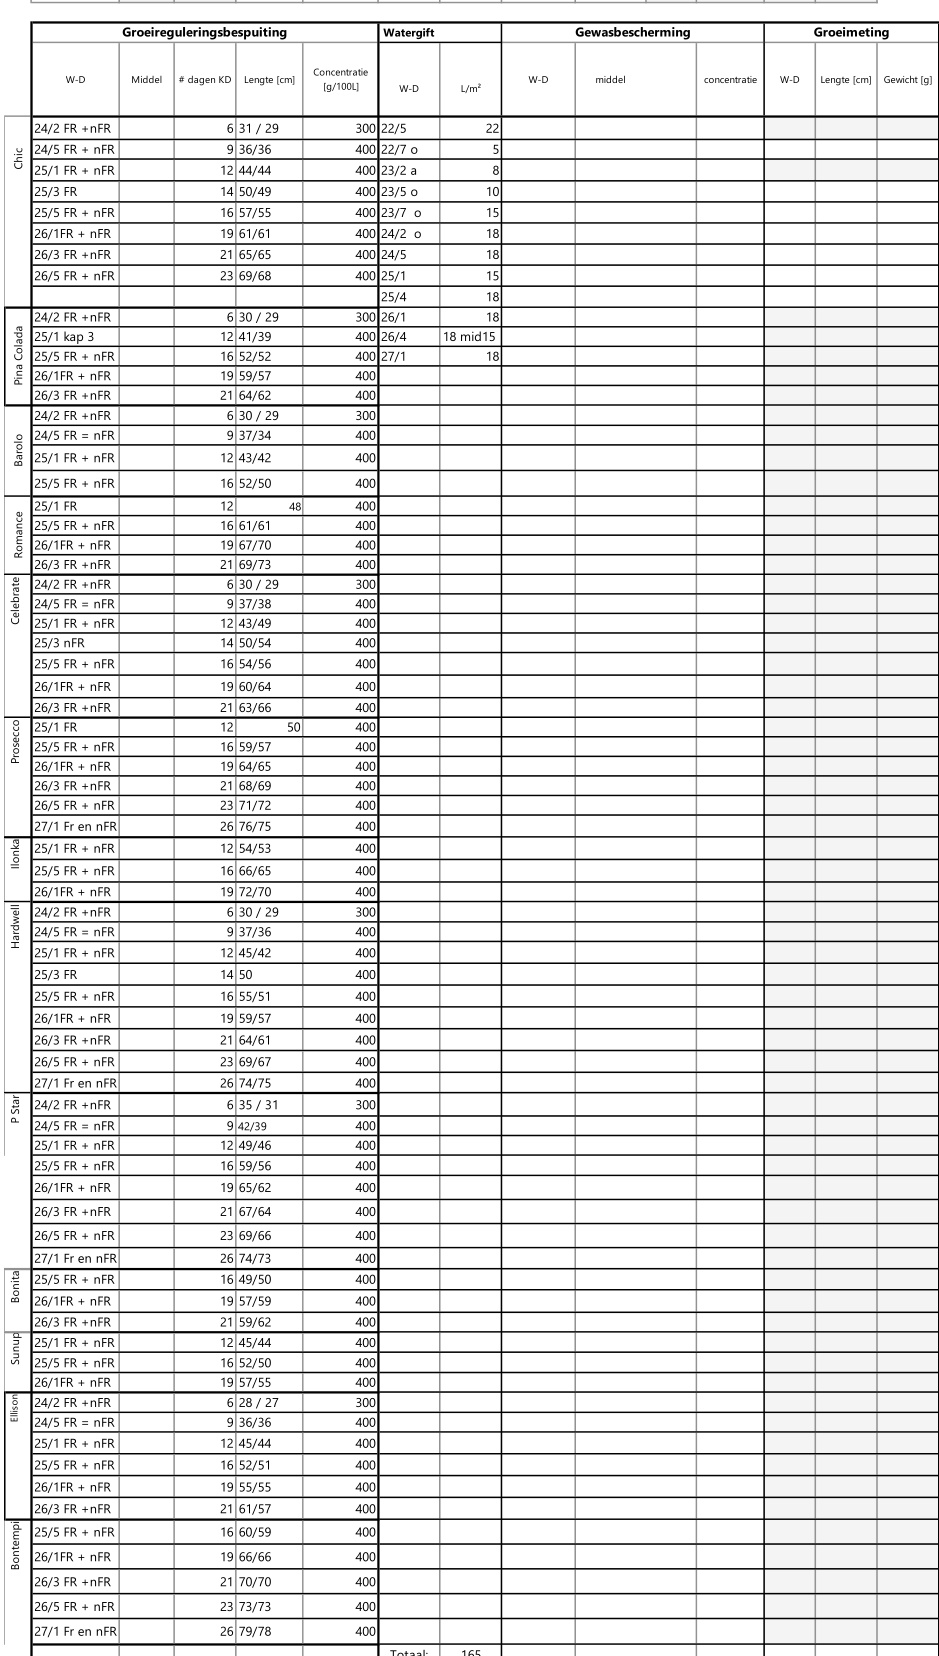 Groeireguleringsbespuiting Watergift Gewasbescherming Groeimeting
W-D Middel # dagen KD Lengte [cm] Concentratie [g/100L] W-D L/m² W-D middel concentratie W-D Lengte [cm] Gewicht [g]
Chic
24/2 FR +nFR 6 31 / 29 300 22/5 22
24/5 FR + nFR 9 36/36 400 22/7 o 5
25/1 FR + nFR 12 44/44 400 23/2 a 8
25/3 FR 14 50/49 400 23/5 o 10
25/5 FR + nFR 16 57/55 400 23/7 o 15
26/1FR + nFR 19 61/61 400 24/2 o 18
26/3 FR +nFR 21 65/65 400 24/5 18
26/5 FR + nFR 23 69/68 400 25/1 15
25/4 18
Pina Colada
24/2 FR +nFR 6 30 / 29 300 26/1 18
25/1 kap 3 12 41/39 400 26/4 18 mid15
25/5 FR + nFR 16 52/52 400 27/1 18
26/1FR + nFR 19 59/57 400
26/3 FR +nFR 21 64/62 400
Barolo
24/2 FR +nFR 6 30 / 29 300
24/5 FR = nFR 9 37/34 400
25/1 FR + nFR 12 43/42 400
25/5 FR + nFR 16 52/50 400
Romance
25/1 FR 12 48 400
25/5 FR + nFR 16 61/61 400
26/1FR + nFR 19 67/70 400
26/3 FR +nFR 21 69/73 400
Celebrate
24/2 FR +nFR 6 30 / 29 300
24/5 FR = nFR 9 37/38 400
25/1 FR + nFR 12 43/49 400
25/3 nFR 14 50/54 400
25/5 FR + nFR 16 54/56 400
26/1FR + nFR 19 60/64 400
26/3 FR +nFR 21 63/66 400
Prosecco
25/1 FR 12 50 400
25/5 FR + nFR 16 59/57 400
26/1FR + nFR 19 64/65 400
26/3 FR +nFR 21 68/69 400
26/5 FR + nFR 23 71/72 400
27/1 Fr en nFR 26 76/75 400
Ilonka
25/1 FR + nFR 12 54/53 400
25/5 FR + nFR 16 66/65 400
26/1FR + nFR 19 72/70 400
Hardwell
24/2 FR +nFR 6 30 / 29 300
24/5 FR = nFR 9 37/36 400
25/1 FR + nFR 12 45/42 400
25/3 FR 14 50 400
25/5 FR + nFR 16 55/51 400
26/1FR + nFR 19 59/57 400
26/3 FR +nFR 21 64/61 400
26/5 FR + nFR 23 69/67 400
27/1 Fr en nFR 26 74/75 400
P Star
24/2 FR +nFR 6 35 / 31 300
24/5 FR = nFR 9 42/39 400
25/1 FR + nFR 12 49/46 400
25/5 FR + nFR 16 59/56 400
26/1FR + nFR 19 65/62 400
26/3 FR +nFR 21 67/64 400
26/5 FR + nFR 23 69/66 400
27/1 Fr en nFR 26 74/73 400
Bonita
25/5 FR + nFR 16 49/50 400
26/1FR + nFR 19 57/59 400
26/3 FR +nFR 21 59/62 400
Sunup
25/1 FR + nFR 12 45/44 400
25/5 FR + nFR 16 52/50 400
26/1FR + nFR 19 57/55 400
Ellison
24/2 FR +nFR 6 28 / 27 300
24/5 FR = nFR 9 36/36 400
25/1 FR + nFR 12 45/44 400
25/5 FR + nFR 16 52/51 400
26/1FR + nFR 19 55/55 400
26/3 FR +nFR 21 61/57 400
Bontempi
25/5 FR + nFR 16 60/59 400
26/1FR + nFR 19 66/66 400
26/3 FR +nFR 21 70/70 400
26/5 FR + nFR 23 73/73 400
27/1 Fr en nFR 26 79/78 400
Totaal: 165